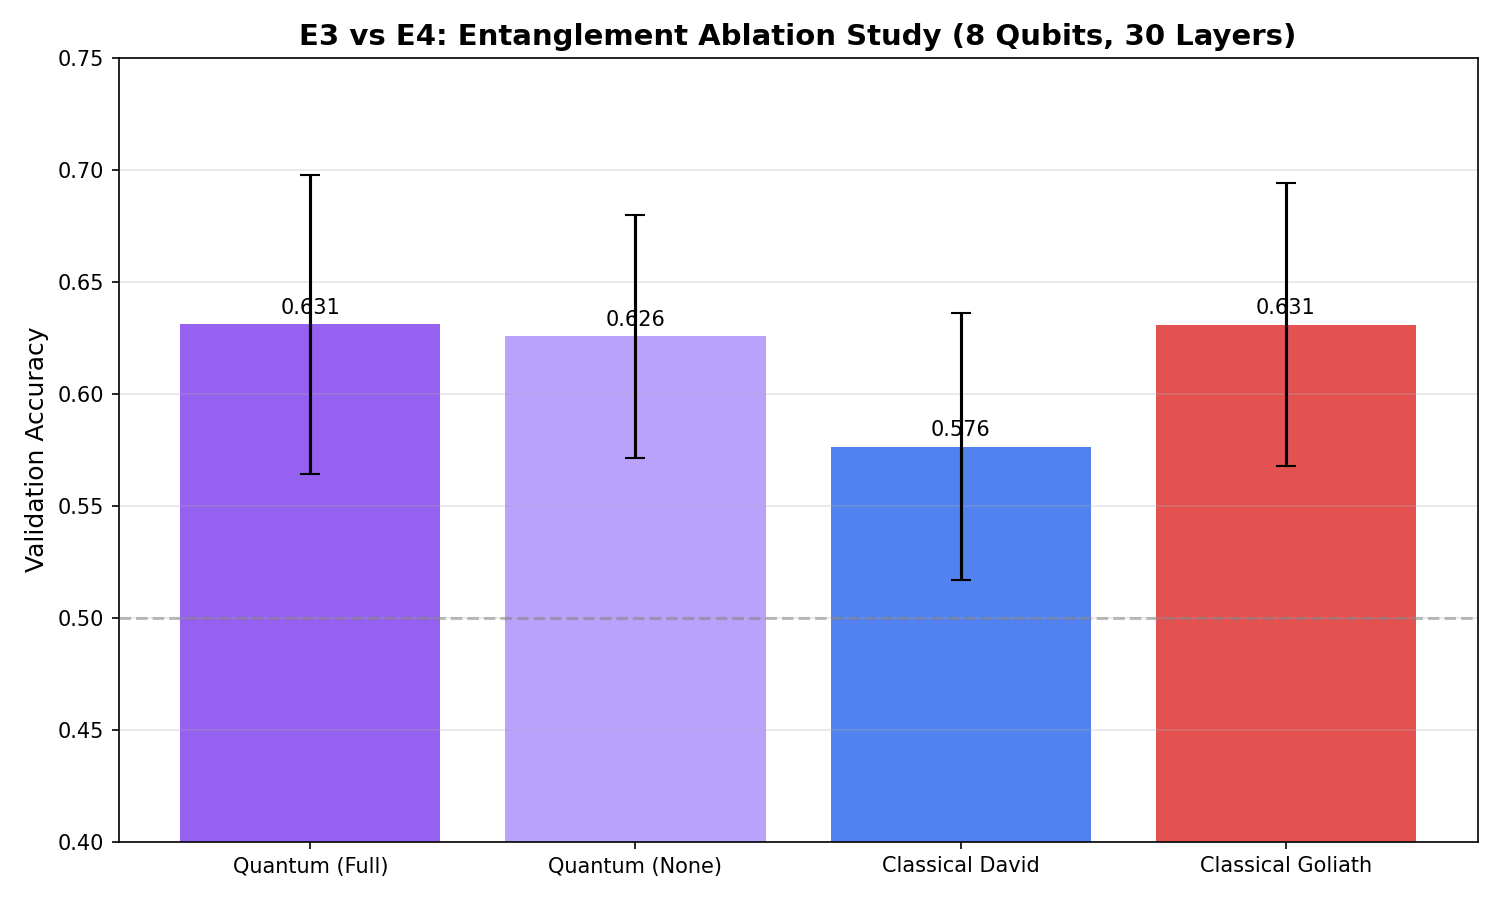 E3 vs E4: Entanglement Ablation Study (8 Qubits, 30 Layers)
Validation Accuracy
0.75
0.70
0.65
0.60
0.55
0.50
0.45
0.40
0.631
0.626
0.576
0.631
Quantum (Full)
Quantum (None)
Classical David
Classical Goliath